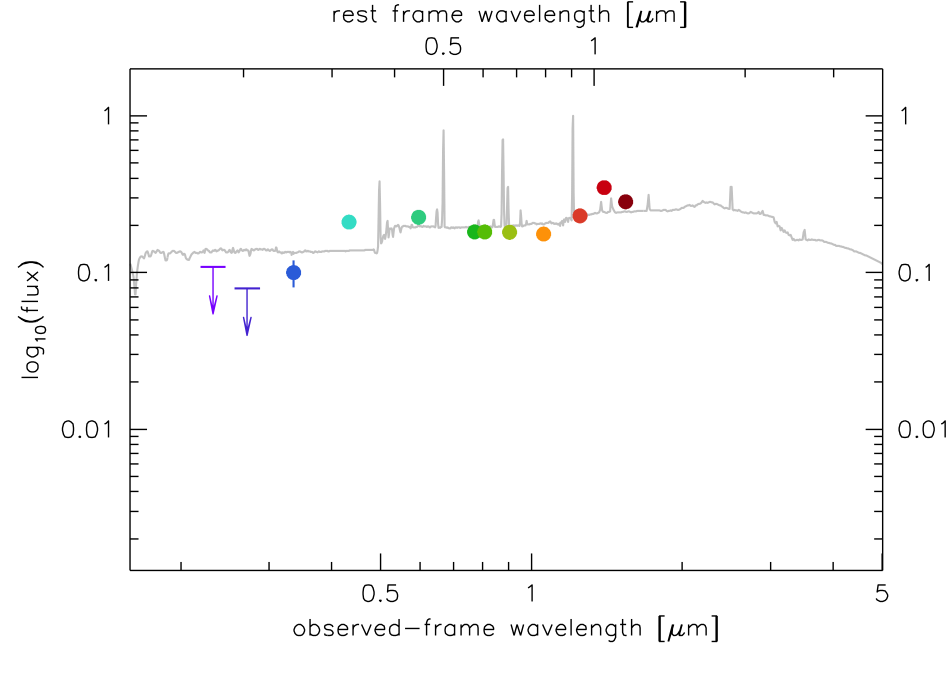 rest frame wavelength [μm]
0.5 1
1 1
0.1 0.1
log10(flux)
0.01 0.01
0.5 1 5
observed-frame wavelength [μm]